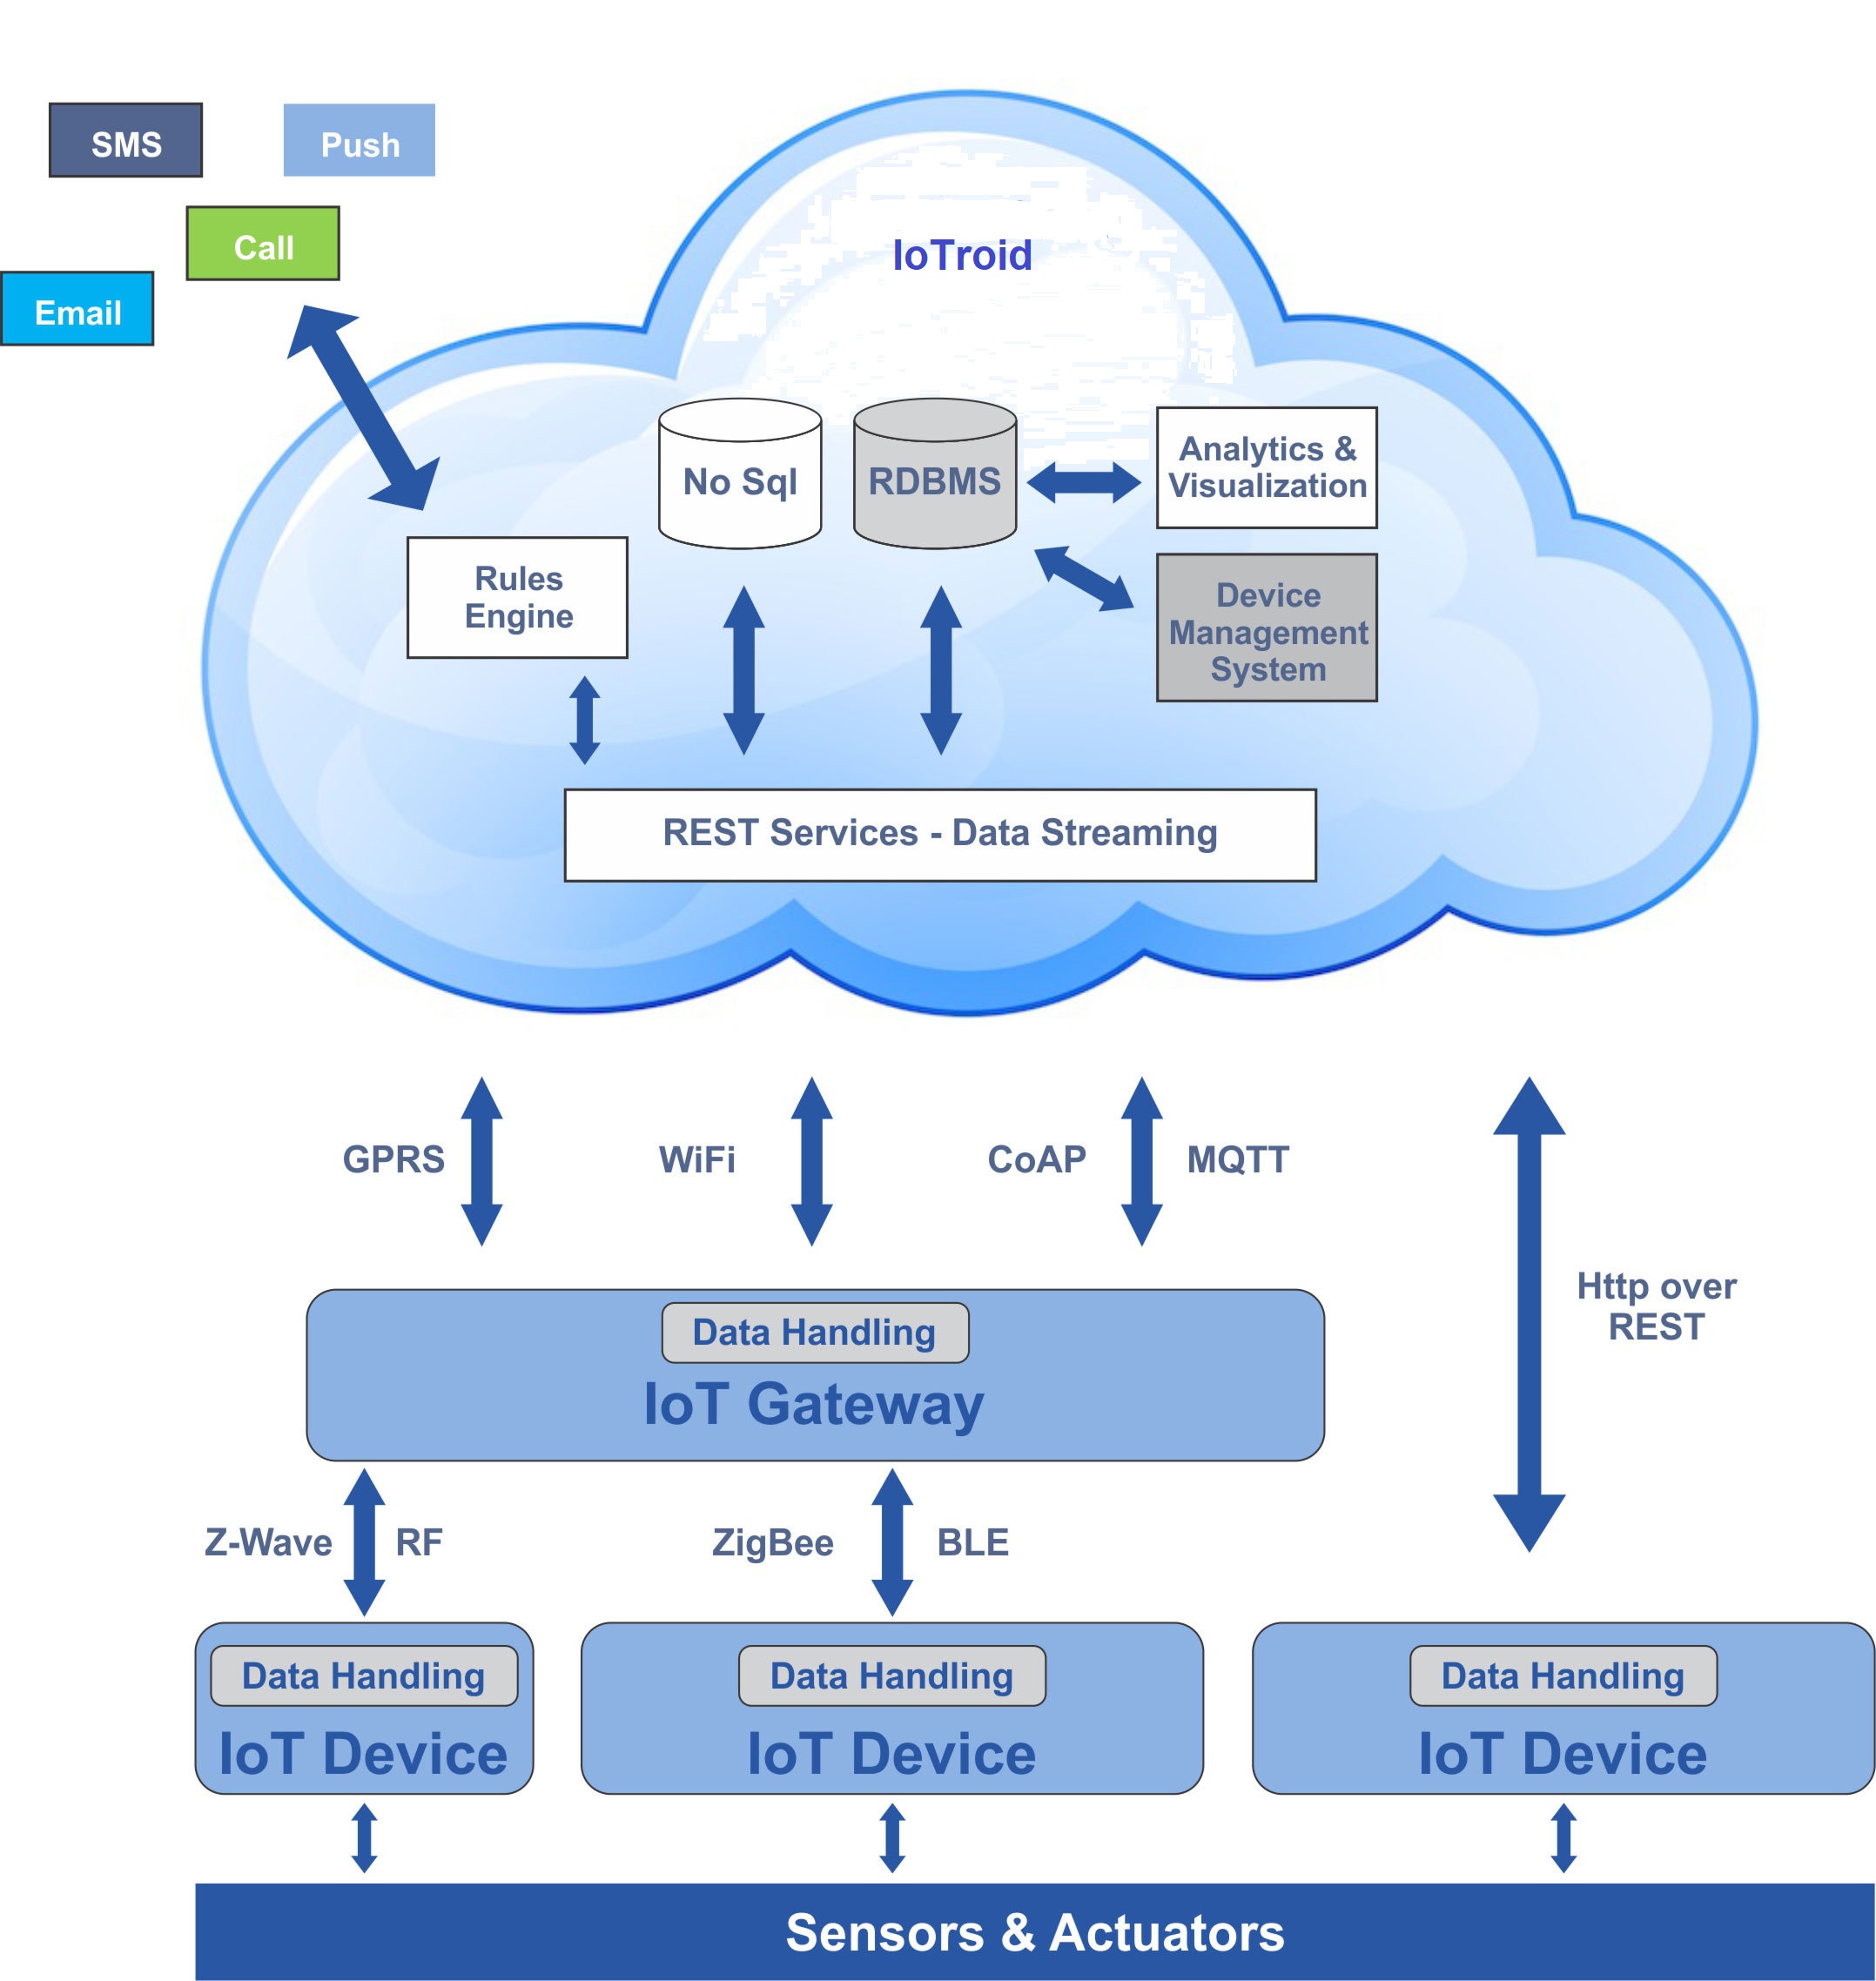 SMS
Push
Call
Email
IoTroid
No Sql
RDBMS
Analytics &
Visualization
Rules
Engine
Device
Management
System
REST Services - Data Streaming
GPRS
WiFi
CoAP
MQTT
Http over
REST
Data Handling
IoT Gateway
Z-Wave
RF
ZigBee
BLE
Data Handling
IoT Device
Data Handling
IoT Device
Data Handling
IoT Device
Sensors & Actuators